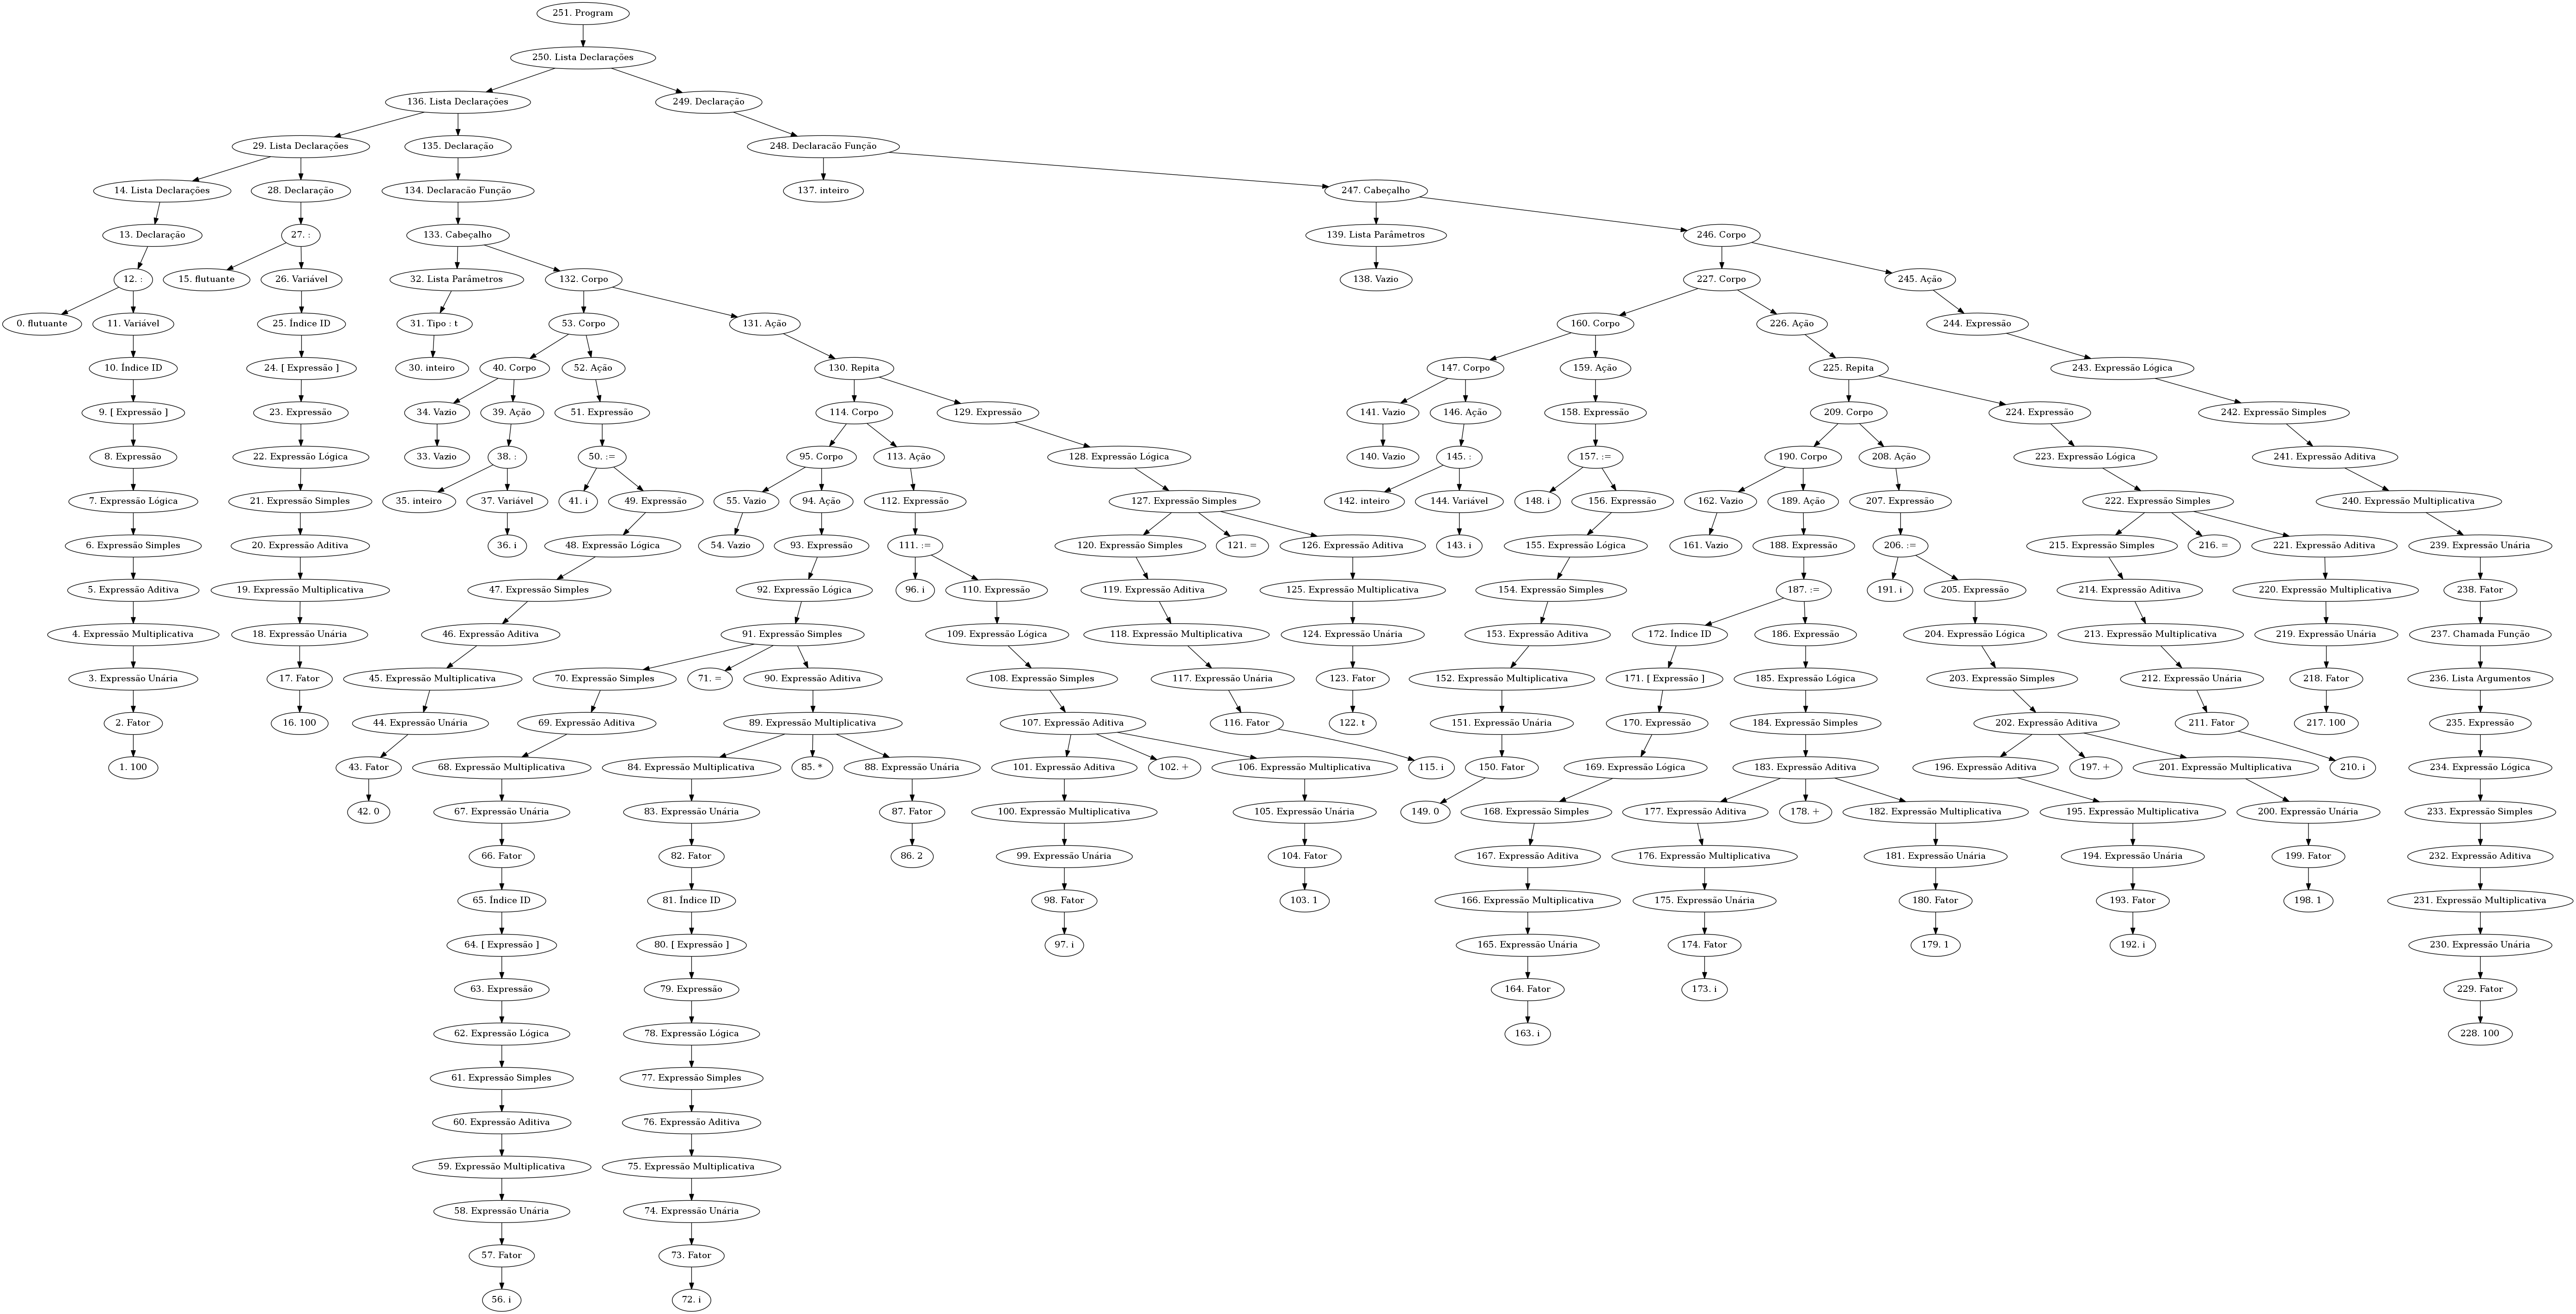 251. Program
250. Lista Declarações
136. Lista Declarações
249. Declaração
29. Lista Declarações
135. Declaração
248. Declaracão Função
14. Lista Declarações
28. Declaração
134. Declaracão Função
137. inteiro
247. Cabeçalho
13. Declaração
27. :
133. Cabeçalho
139. Lista Parâmetros
246. Corpo
12. :
15. flutuante
26. Variável
32. Lista Parâmetros
132. Corpo
138. Vazio
227. Corpo
245. Ação
0. flutuante
11. Variável
25. Índice ID
31. Tipo : t
53. Corpo
131. Ação
160. Corpo
226. Ação
244. Expressão
10. Índice ID
24. [ Expressão ]
30. inteiro
40. Corpo
52. Ação
130. Repita
147. Corpo
159. Ação
225. Repita
243. Expressão Lógica
9. [ Expressão ]
23. Expressão
34. Vazio
39. Ação
51. Expressão
114. Corpo
129. Expressão
141. Vazio
146. Ação
158. Expressão
209. Corpo
224. Expressão
242. Expressão Simples
8. Expressão
22. Expressão Lógica
33. Vazio
38. :
50. :=
95. Corpo
113. Ação
128. Expressão Lógica
140. Vazio
145. :
157. :=
190. Corpo
208. Ação
223. Expressão Lógica
241. Expressão Aditiva
7. Expressão Lógica
21. Expressão Simples
35. inteiro
37. Variável
41. i
49. Expressão
55. Vazio
94. Ação
112. Expressão
127. Expressão Simples
142. inteiro
144. Variável
148. i
156. Expressão
162. Vazio
189. Ação
207. Expressão
222. Expressão Simples
240. Expressão Multiplicativa
6. Expressão Simples
20. Expressão Aditiva
36. i
48. Expressão Lógica
54. Vazio
93. Expressão
111. :=
120. Expressão Simples
121. =
126. Expressão Aditiva
143. i
155. Expressão Lógica
161. Vazio
188. Expressão
206. :=
215. Expressão Simples
216. =
221. Expressão Aditiva
239. Expressão Unária
5. Expressão Aditiva
19. Expressão Multiplicativa
47. Expressão Simples
92. Expressão Lógica
96. i
110. Expressão
119. Expressão Aditiva
125. Expressão Multiplicativa
154. Expressão Simples
187. :=
191. i
205. Expressão
214. Expressão Aditiva
220. Expressão Multiplicativa
238. Fator
4. Expressão Multiplicativa
18. Expressão Unária
46. Expressão Aditiva
91. Expressão Simples
109. Expressão Lógica
118. Expressão Multiplicativa
124. Expressão Unária
153. Expressão Aditiva
172. Índice ID
186. Expressão
204. Expressão Lógica
213. Expressão Multiplicativa
219. Expressão Unária
237. Chamada Função
3. Expressão Unária
17. Fator
45. Expressão Multiplicativa
70. Expressão Simples
71. =
90. Expressão Aditiva
108. Expressão Simples
117. Expressão Unária
123. Fator
152. Expressão Multiplicativa
171. [ Expressão ]
185. Expressão Lógica
203. Expressão Simples
212. Expressão Unária
218. Fator
236. Lista Argumentos
2. Fator
16. 100
44. Expressão Unária
69. Expressão Aditiva
89. Expressão Multiplicativa
107. Expressão Aditiva
116. Fator
122. t
151. Expressão Unária
170. Expressão
184. Expressão Simples
202. Expressão Aditiva
211. Fator
217. 100
235. Expressão
1. 100
43. Fator
68. Expressão Multiplicativa
84. Expressão Multiplicativa
85. *
88. Expressão Unária
101. Expressão Aditiva
102. +
106. Expressão Multiplicativa
115. i
150. Fator
169. Expressão Lógica
183. Expressão Aditiva
196. Expressão Aditiva
197. +
201. Expressão Multiplicativa
210. i
234. Expressão Lógica
42. 0
67. Expressão Unária
83. Expressão Unária
87. Fator
100. Expressão Multiplicativa
105. Expressão Unária
149. 0
168. Expressão Simples
177. Expressão Aditiva
178. +
182. Expressão Multiplicativa
195. Expressão Multiplicativa
200. Expressão Unária
233. Expressão Simples
66. Fator
82. Fator
86. 2
99. Expressão Unária
104. Fator
167. Expressão Aditiva
176. Expressão Multiplicativa
181. Expressão Unária
194. Expressão Unária
199. Fator
232. Expressão Aditiva
65. Índice ID
81. Índice ID
98. Fator
103. 1
166. Expressão Multiplicativa
175. Expressão Unária
180. Fator
193. Fator
198. 1
231. Expressão Multiplicativa
64. [ Expressão ]
80. [ Expressão ]
97. i
165. Expressão Unária
174. Fator
179. 1
192. i
230. Expressão Unária
63. Expressão
79. Expressão
164. Fator
173. i
229. Fator
62. Expressão Lógica
78. Expressão Lógica
163. i
228. 100
61. Expressão Simples
77. Expressão Simples
60. Expressão Aditiva
76. Expressão Aditiva
59. Expressão Multiplicativa
75. Expressão Multiplicativa
58. Expressão Unária
74. Expressão Unária
57. Fator
73. Fator
56. i
72. i